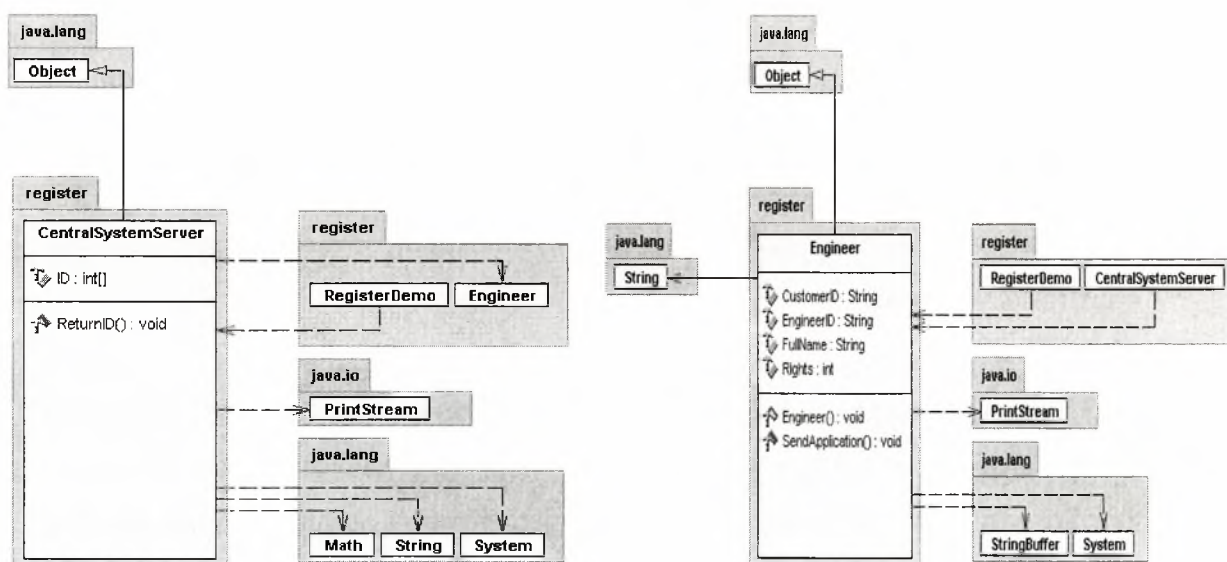 java.lang
Object
register
CentralSystemServer
ID : int[]
ReturnID() : void
register
RegisterDemo
Engineer
java.io
PrintStream
java.lang
Math
String
System
java.lang
Object
register
java.lang
String
Engineer
CustomerID : String
EngineerID : String
FullName : String
Rights : int
Engineer() : void
SendApplication() : void
register
RegisterDemo
CentralSystemServer
java.io
PrintStream
java.lang
StringBuffer
System